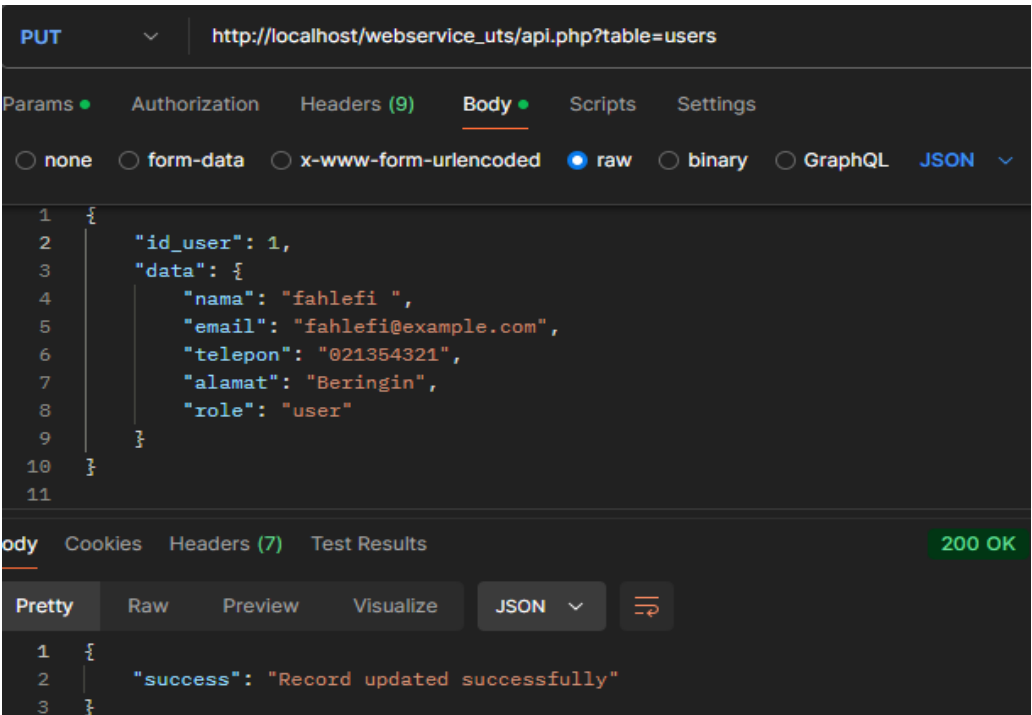 PUT http://localhost/webservice_uts/api.php?table=users
Params Authorization Headers (9) Body Scripts Settings
none form-data x-www-form-urlencoded raw binary GraphQL JSON
1 {
2 "id_user": 1,
3 "data": {
4 "nama": "fahlefi ",
5 "email": "fahlefi@example.com",
6 "telepon": "021354321",
7 "alamat": "Beringin",
8 "role": "user"
9 }
10 }
11
ody Cookies Headers (7) Test Results 200 OK
Pretty Raw Preview Visualize JSON
1 {
2 "success": "Record updated successfully"
3 }